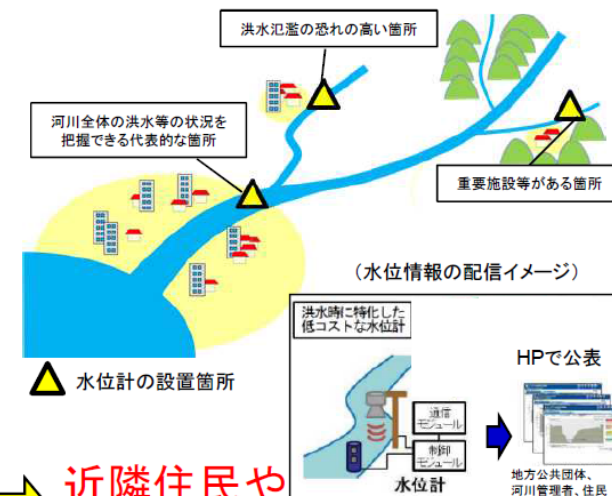 洪水氾濫の恐れの高い箇所
河川全体の洪水等の状況を
把握できる代表的な箇所
重要施設等がある箇所
(水位情報の配信イメージ)
洪水時に特化した
低コストな水位計
HPで公表
通信
モジュール
制御
モジュール
水位計
水位計の設置箇所
地方公共団体、
河川管理者、住民
近隣住民や